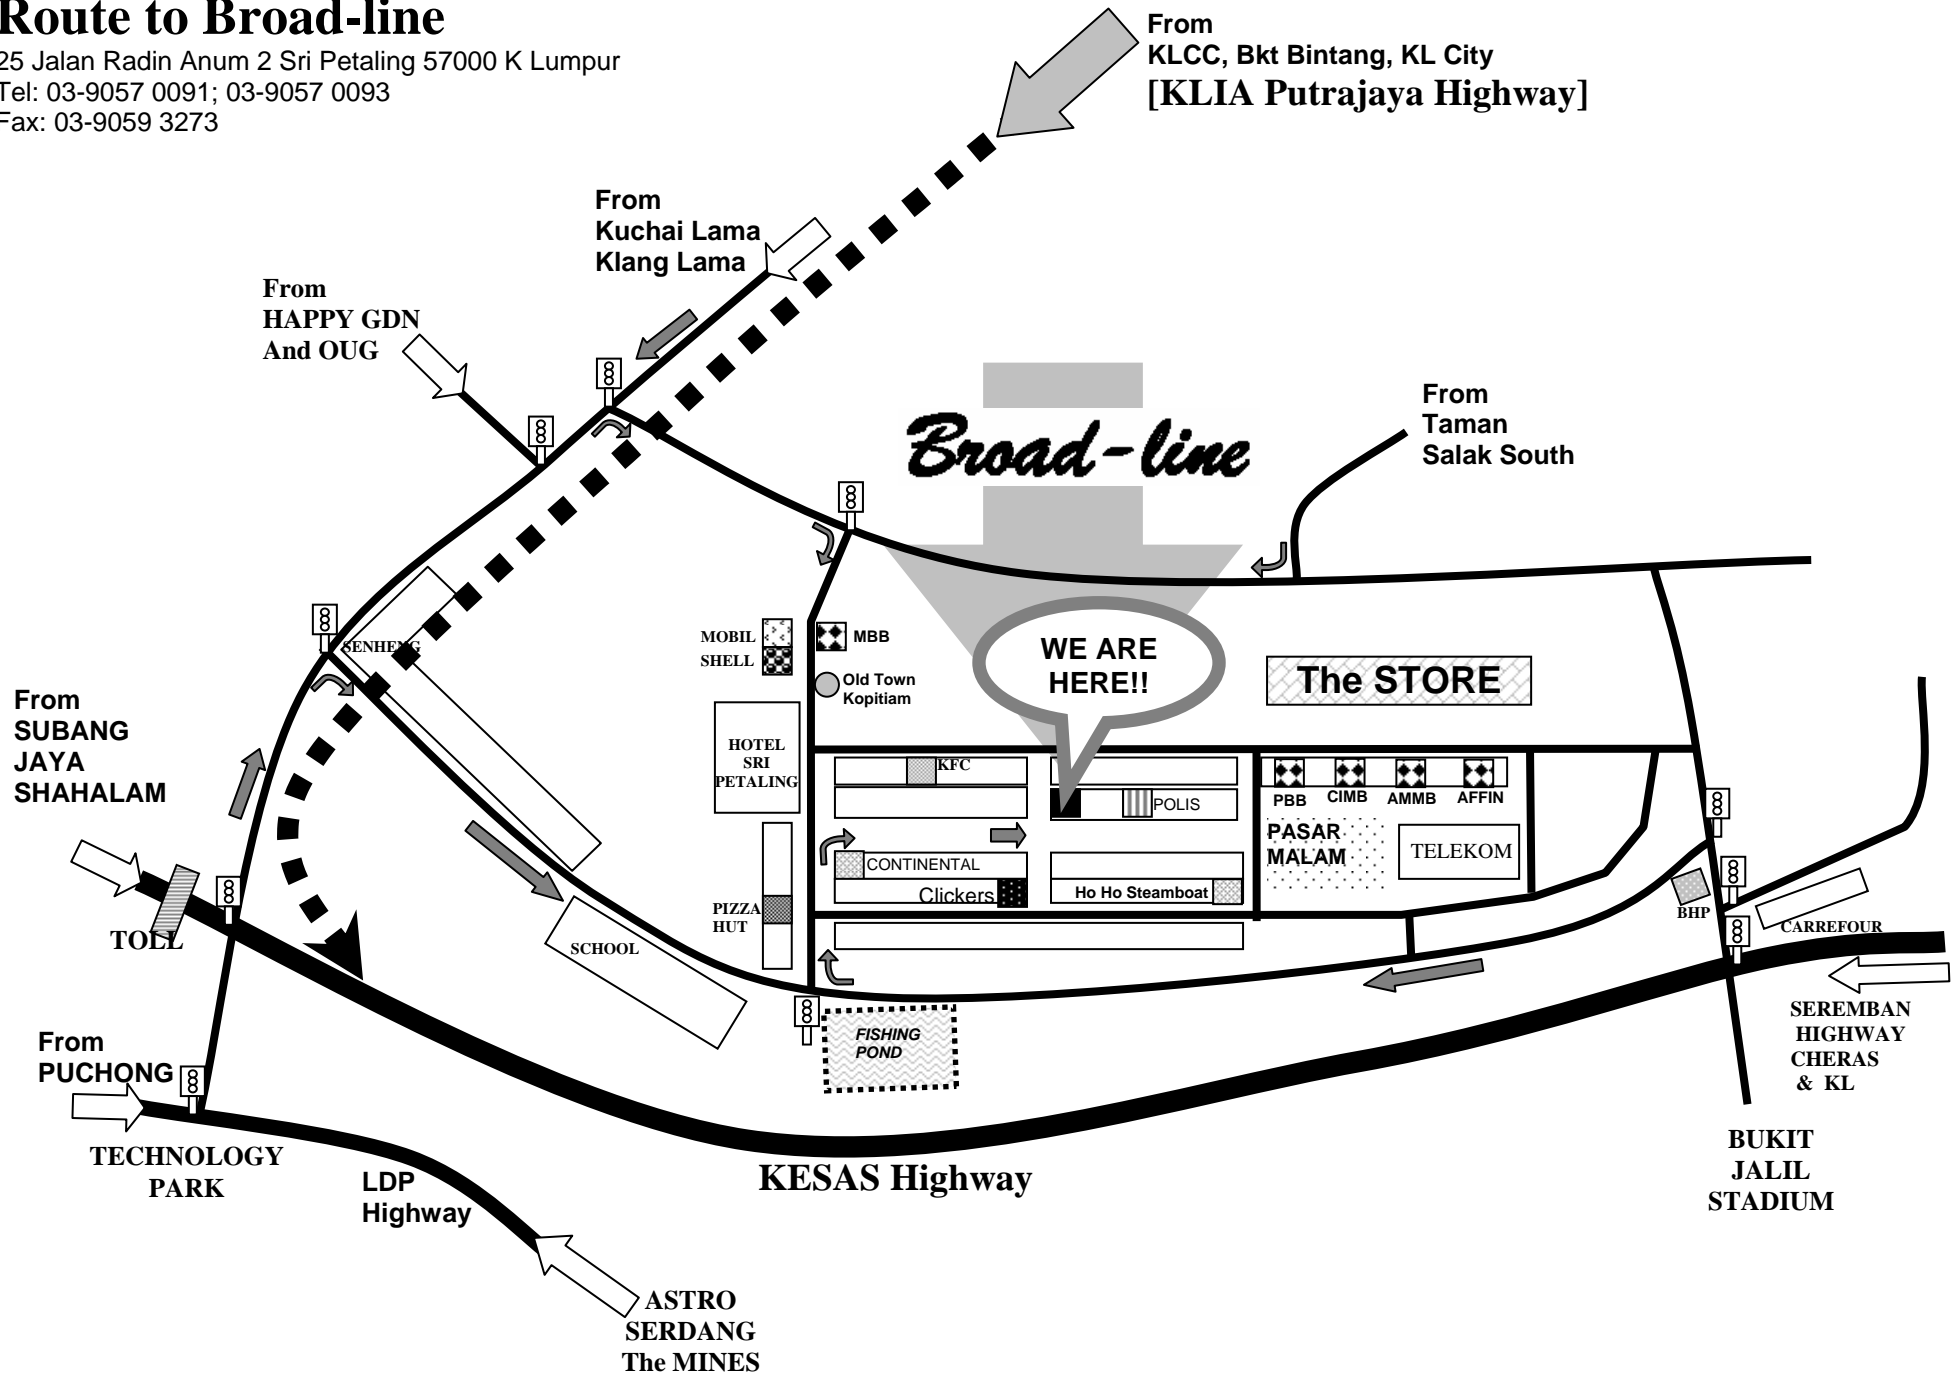 Route to Broad-line
25 Jalan Radin Anum 2 Sri Petaling 57000 K Lumpur
Tel: 03-9057 0091; 03-9057 0093
Fax: 03-9059 3273
From
KLCC, Bkt Bintang, KL City
[KLIA Putrajaya Highway]
From
Kuchai Lama
Klang Lama
From
HAPPY GDN
And OUG
Broad-line
From
Taman
Salak South
WE ARE
HERE!!
The STORE
SENHENG
MOBIL
SHELL
MBB
Old Town
Kopitiam
From
SUBANG
JAYA
SHAHALAM
HOTEL
SRI
PETALING
KFC
POLIS
PBB
CIMB
AMMB
AFFIN
PASAR
MALAM
TELEKOM
CONTINENTAL
Clickers
Ho Ho Steamboat
PIZZA
HUT
BHP
CARREFOUR
TOLL
SCHOOL
FISHING
POND
SEREMBAN
HIGHWAY
CHERAS
& KL
From
PUCHONG
TECHNOLOGY
PARK
LDP
Highway
KESAS Highway
BUKIT
JALIL
STADIUM
ASTRO
SERDANG
The MINES